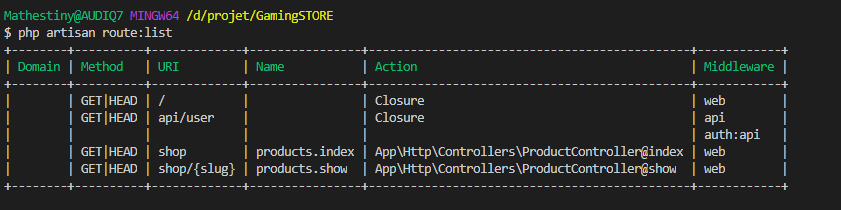 Mathestiny@AUDIQ7 MINGW64 /d/projet/GamingSTORE
$ php artisan route:list
+--------+----------+-------------+----------------+------------------------------------------------+------------+
| Domain | Method   | URI         | Name           | Action                                         | Middleware |
+--------+----------+-------------+----------------+------------------------------------------------+------------+
|        | GET|HEAD | /           |                | Closure                                        | web        |
|        | GET|HEAD | api/user    |                | Closure                                        | api        |
|        |          |             |                |                                                | auth:api   |
|        | GET|HEAD | shop        | products.index | App\Http\Controllers\ProductController@index | web        |
|        | GET|HEAD | shop/{slug} | products.show  | App\Http\Controllers\ProductController@show  | web        |
+--------+----------+-------------+----------------+------------------------------------------------+------------+